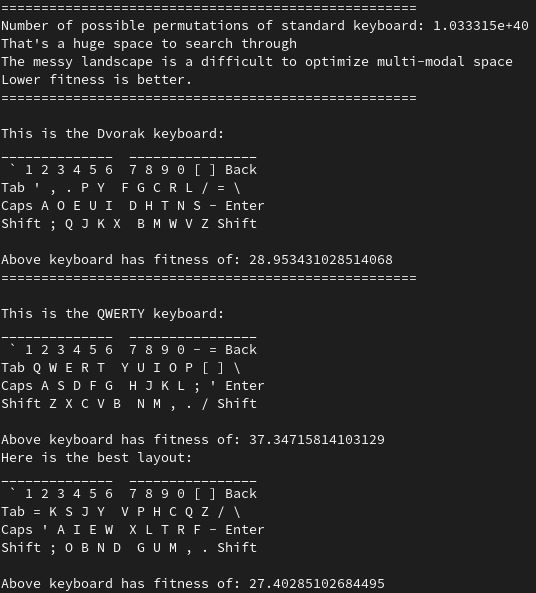 ====================================================
Number of possible permutations of standard keyboard: 1.033315e+40
That's a huge space to search through
The messy landscape is a difficult to optimize multi-modal space
Lower fitness is better.
====================================================
This is the Dvorak keyboard:
______________  ________________
` 1 2 3 4 5 6  7 8 9 0 [ ] Back
Tab ' , . P Y  F G C R L / = \
Caps A O E U I  D H T N S - Enter
Shift ; Q J K X  B M W V Z Shift
Above keyboard has fitness of: 28.953431028514068
====================================================
This is the QWERTY keyboard:
______________  ________________
` 1 2 3 4 5 6  7 8 9 0 - = Back
Tab Q W E R T  Y U I O P [ ] \
Caps A S D F G  H J K L ; ' Enter
Shift Z X C V B  N M , . / Shift
Above keyboard has fitness of: 37.34715814103129
Here is the best layout:
______________  ________________
` 1 2 3 4 5 6  7 8 9 0 [ ] Back
Tab = K S J Y  V P H C Q Z / \
Caps ' A I E W  X L T R F - Enter
Shift ; O B N D  G U M , . Shift
Above keyboard has fitness of: 27.40285102684495